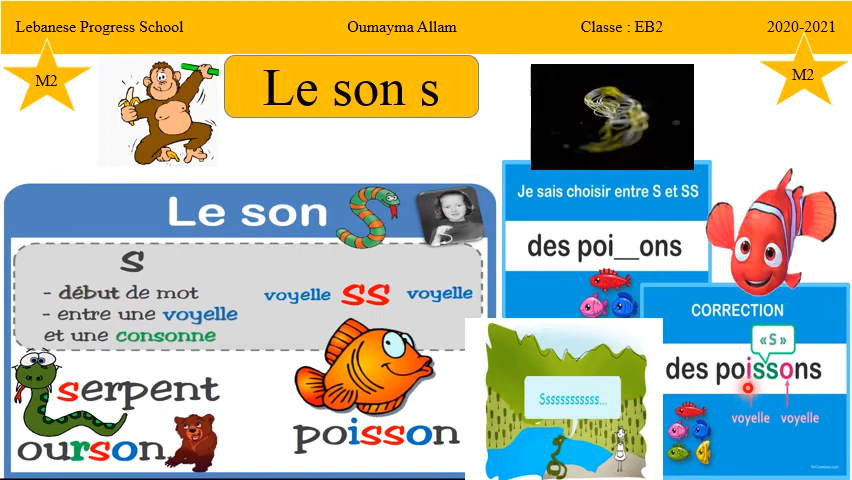 Lebanese Progress School
Oumayma Allam
Classe : EB2
2020-2021
M2
M2
Le son s
Le son
s
- début de mot
- entre une voyelle
et une consonne
voyelle ss voyelle
serpent
ourson
poisson
Je sais choisir entre S et SS
des poi__ons
CORRECTION
« S »
des poissons
voyelle voyelle
Sssssssssssss...